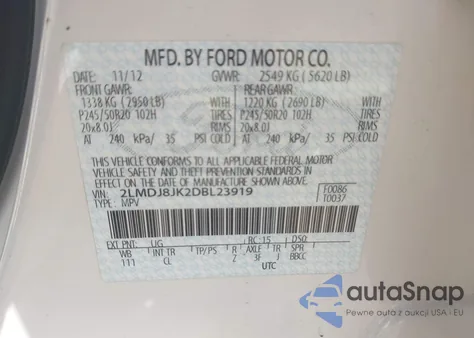 MFD. BY FORD MOTOR CO.
DATE: 11/12 GVWR: 2549 KG (5620 LB)
FRONT GAWR: REAR GAWR:
1338 KG (2950 LB) WITH 1220 KG (2690 LB) WITH
P245/50R20 102H TIRES P245/50R20 102H TIRES
20x8.0J RIMS 20x8.0J RIMS
AT 240 kPa/ 35 PSI COLD AT 240 kPa/ 35 PSI COLD
THIS VEHICLE CONFORMS TO ALL APPLICABLE FEDERAL MOTOR
VEHICLE SAFETY AND THEFT PREVENTION STANDARDS IN EFFECT
ON THE DATE OF MANUFACTURE SHOWN ABOVE.
VIN: 2LMDJ8JK2DBL23919 F0086
TYPE: MPV T0037
EXT PNT: UG RC: 15 DSO:
WB INT TR TP/PS R AXLE TR SPR
111 CL Z 3F J BBCC
UTC
autoSnap
Pewne auta z aukcji USA i EU